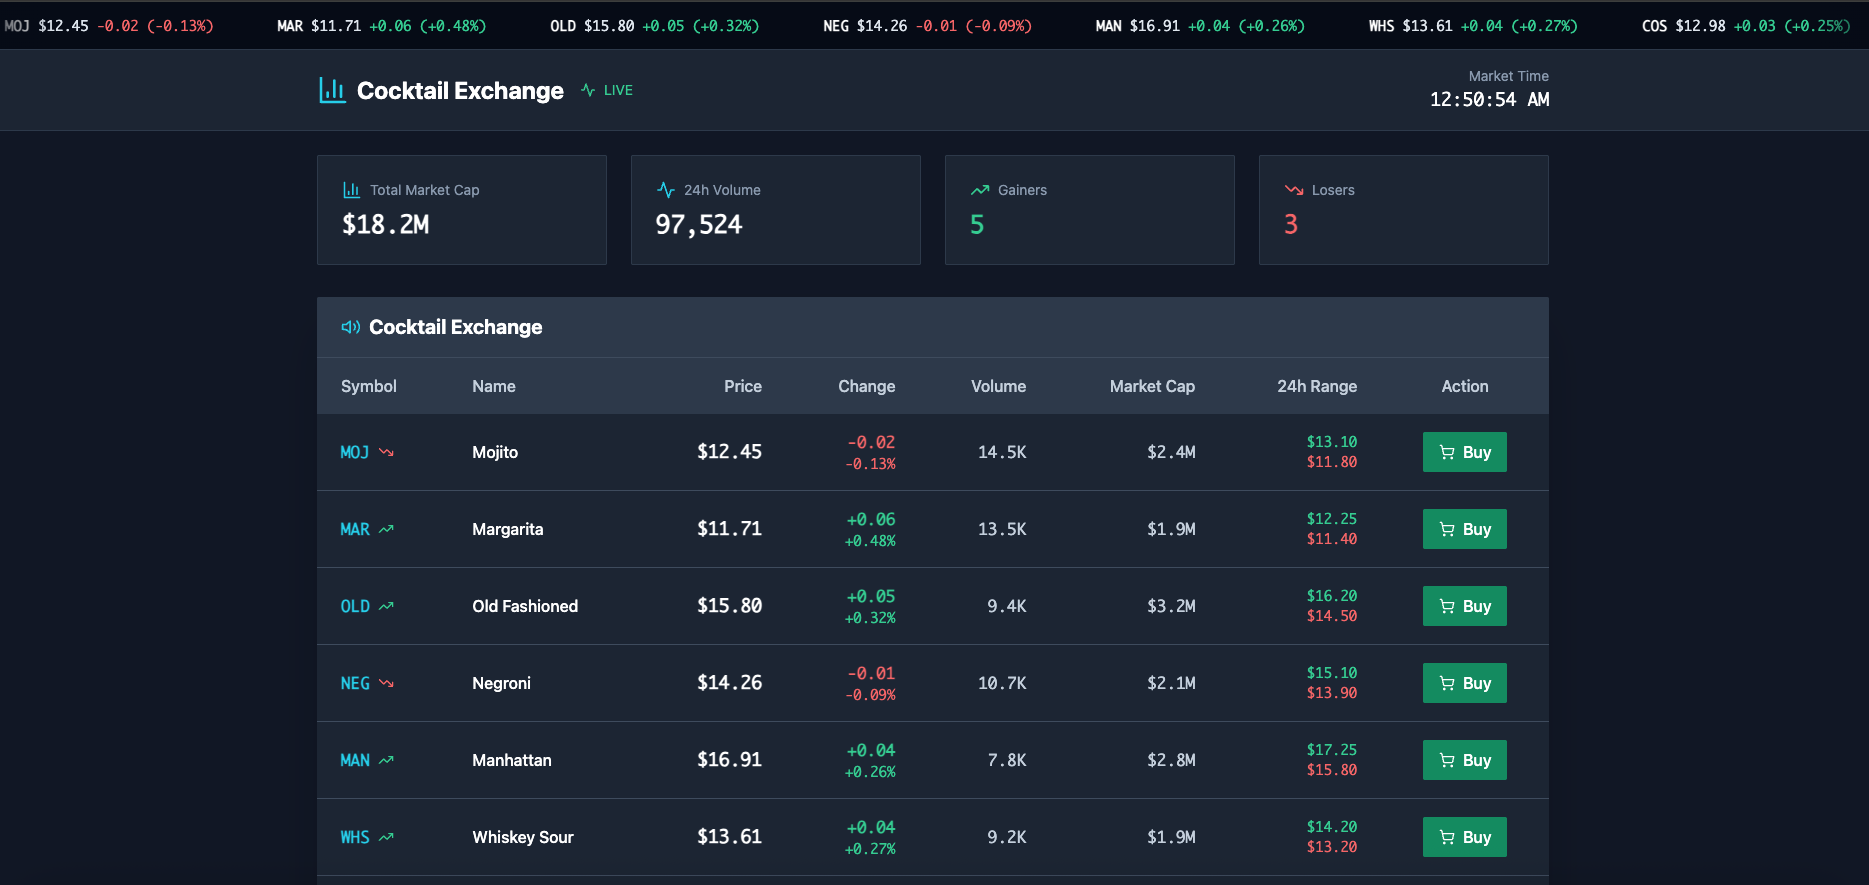 MOJ $12.45 -0.02 (-0.13%) MAR $11.71 +0.06 (+0.48%) OLD $15.80 +0.05 (+0.32%) NEG $14.26 -0.01 (-0.09%) MAN $16.91 +0.04 (+0.26%) WHS $13.61 +0.04 (+0.27%) COS $12.98 +0.03 (+0.25%)
Cocktail Exchange LIVE
Market Time
12:50:54 AM
Total Market Cap
$18.2M
24h Volume
97,524
Gainers
5
Losers
3
Cocktail Exchange
Symbol Name Price Change Volume Market Cap 24h Range Action
MOJ Mojito $12.45 -0.02 -0.13% 14.5K $2.4M $13.10 $11.80 Buy
MAR Margarita $11.71 +0.06 +0.48% 13.5K $1.9M $12.25 $11.40 Buy
OLD Old Fashioned $15.80 +0.05 +0.32% 9.4K $3.2M $16.20 $14.50 Buy
NEG Negroni $14.26 -0.01 -0.09% 10.7K $2.1M $15.10 $13.90 Buy
MAN Manhattan $16.91 +0.04 +0.26% 7.8K $2.8M $17.25 $15.80 Buy
WHS Whiskey Sour $13.61 +0.04 +0.27% 9.2K $1.9M $14.20 $13.20 Buy